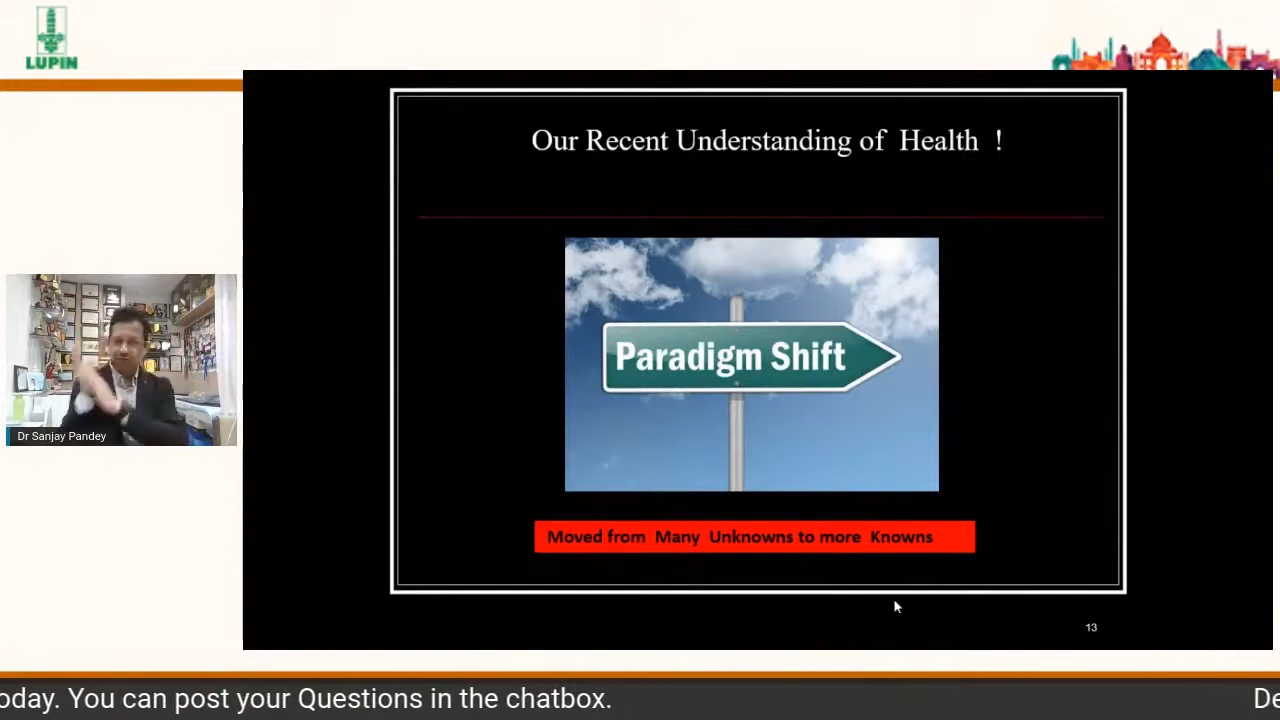 LUPIN
Our Recent Understanding of Health !
Paradigm Shift
Moved from Many Unknowns to more Knowns
Dr Sanjay Pandey
13
oday. You can post your Questions in the chatbox.
De